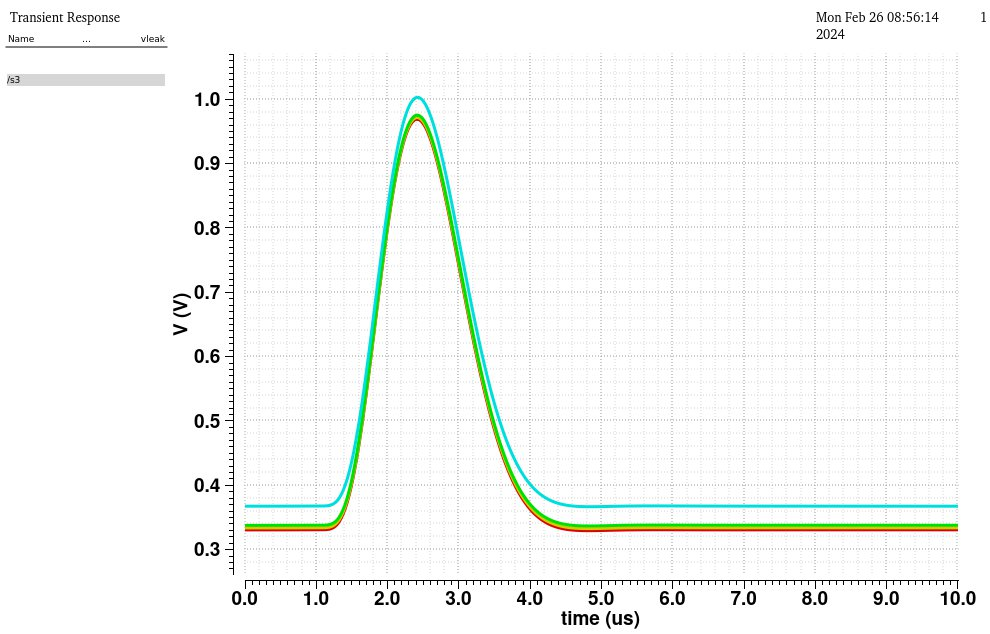 Transient Response
Mon Feb 26 08:56:14 1
2024
Name ... vleak
/s3
1.0
0.9
0.8
0.7
0.6
0.5
0.4
0.3
V (V)
0.0 1.0 2.0 3.0 4.0 5.0 6.0 7.0 8.0 9.0 10.0
time (us)